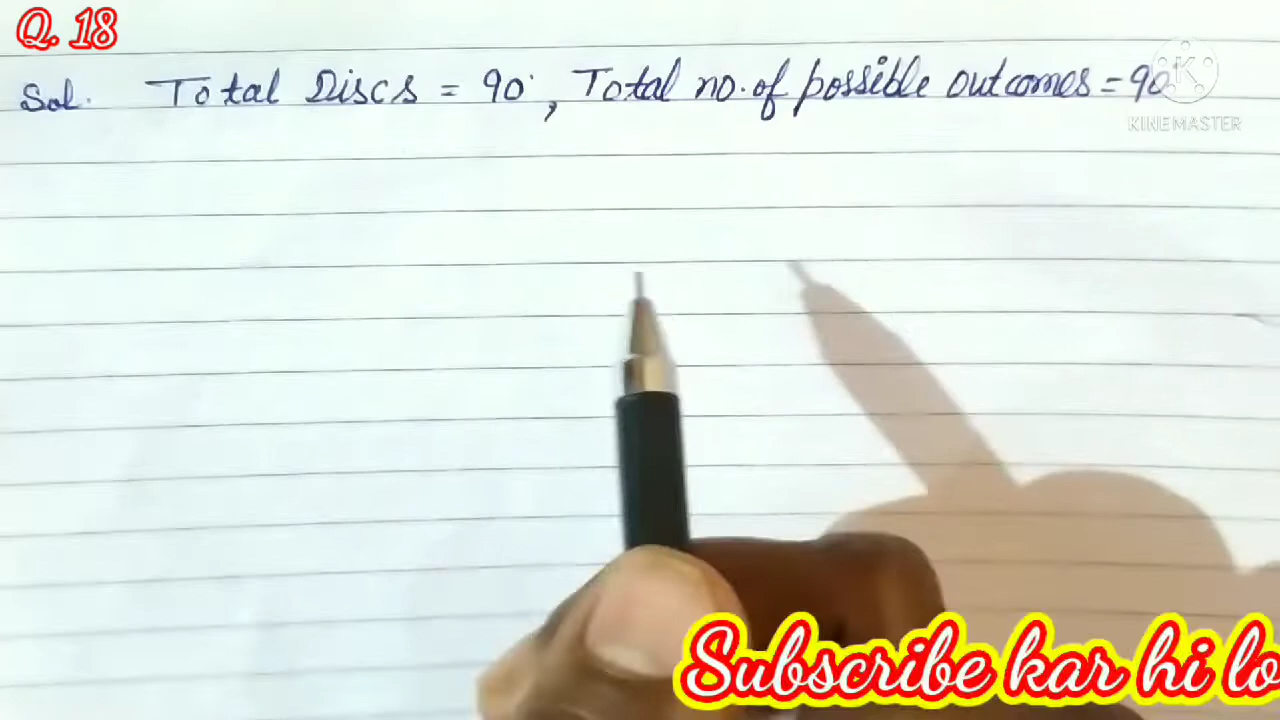 Q. 18
Sol. Total Discs = 90, Total no. of possible outcomes = 90
KINEMASTER
Subscribe kar hi lo